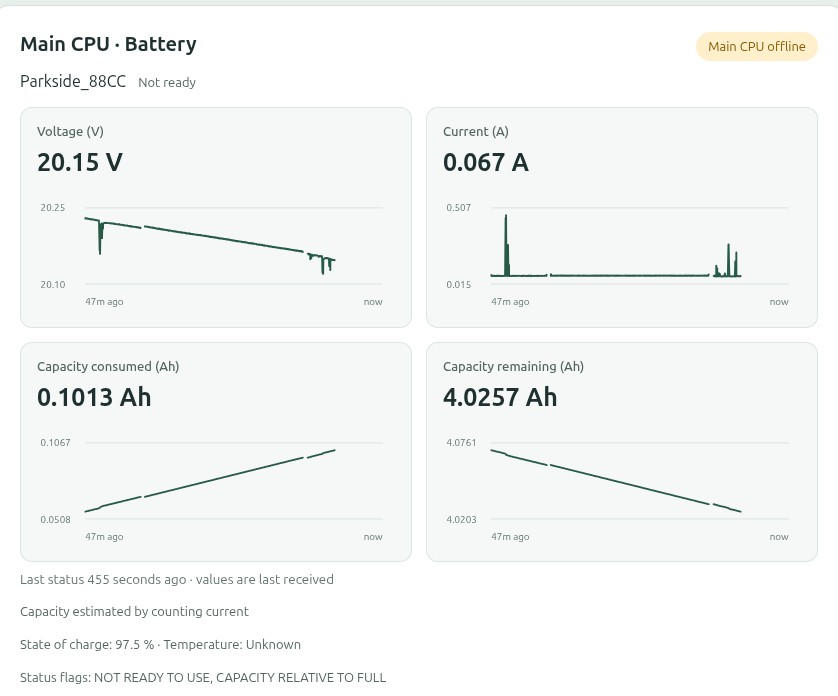 Main CPU · Battery
Main CPU offline
Parkside_88CC Not ready
Voltage (V)
20.15 V
20.25
20.10
47m ago now
Current (A)
0.067 A
0.507
0.015
47m ago now
Capacity consumed (Ah)
0.1013 Ah
0.1067
0.0508
47m ago now
Capacity remaining (Ah)
4.0257 Ah
4.0761
4.0203
47m ago now
Last status 455 seconds ago · values are last received
Capacity estimated by counting current
State of charge: 97.5 % · Temperature: Unknown
Status flags: NOT READY TO USE, CAPACITY RELATIVE TO FULL